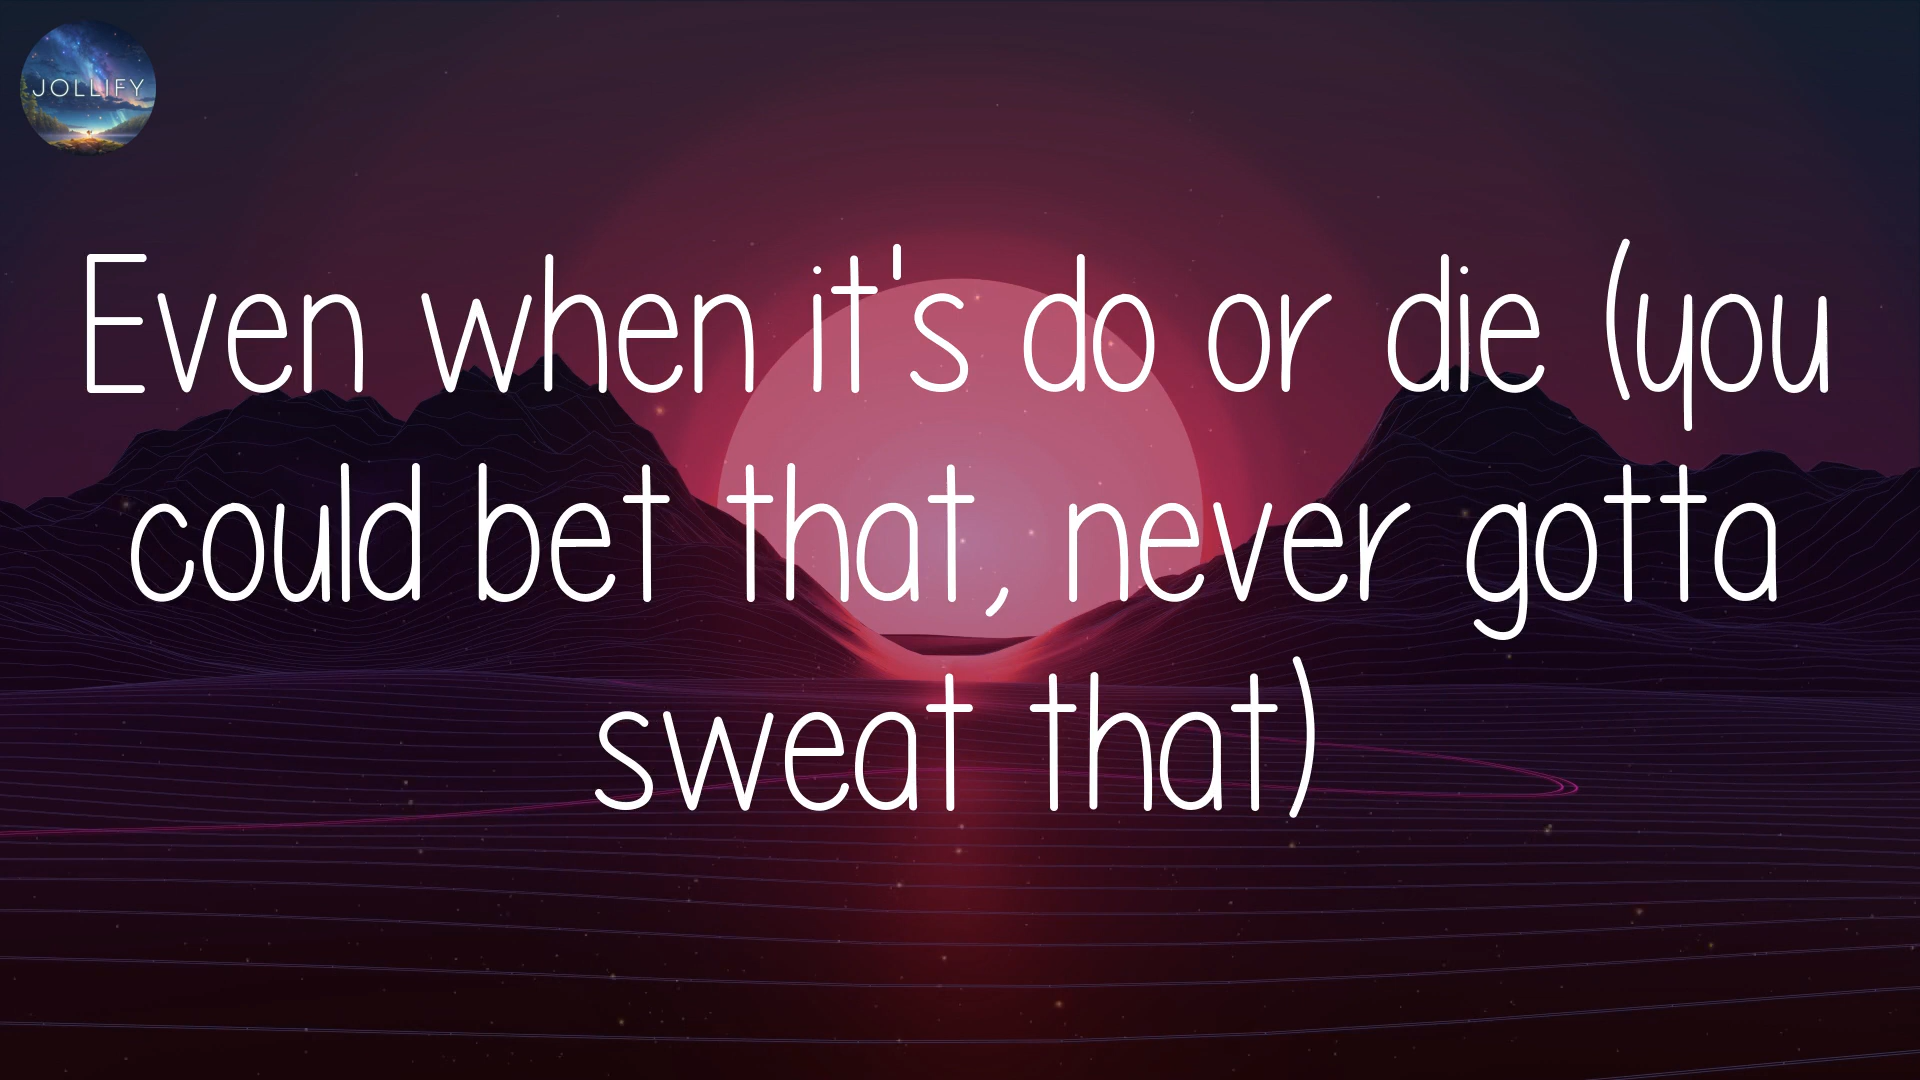 JOLLIFY
Even when it's do or die (you
could bet that, never gotta
sweat that)